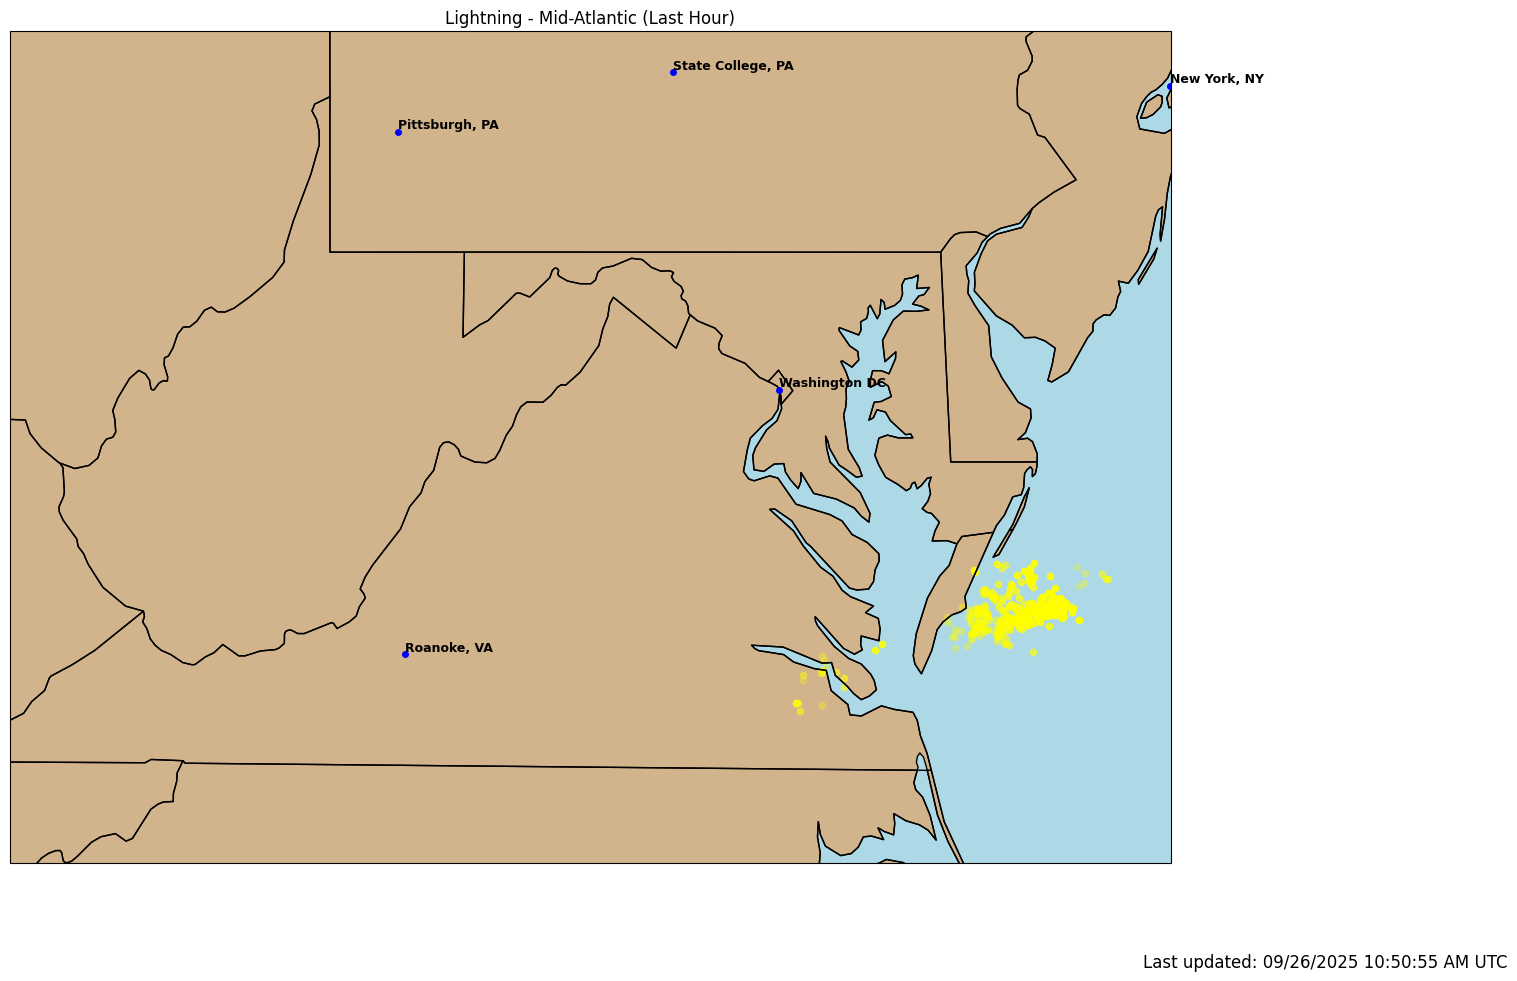 Lightning - Mid-Atlantic (Last Hour)
State College, PA
New York, NY
Pittsburgh, PA
Washington DC
Roanoke, VA
Last updated: 09/26/2025 10:50:55 AM UTC